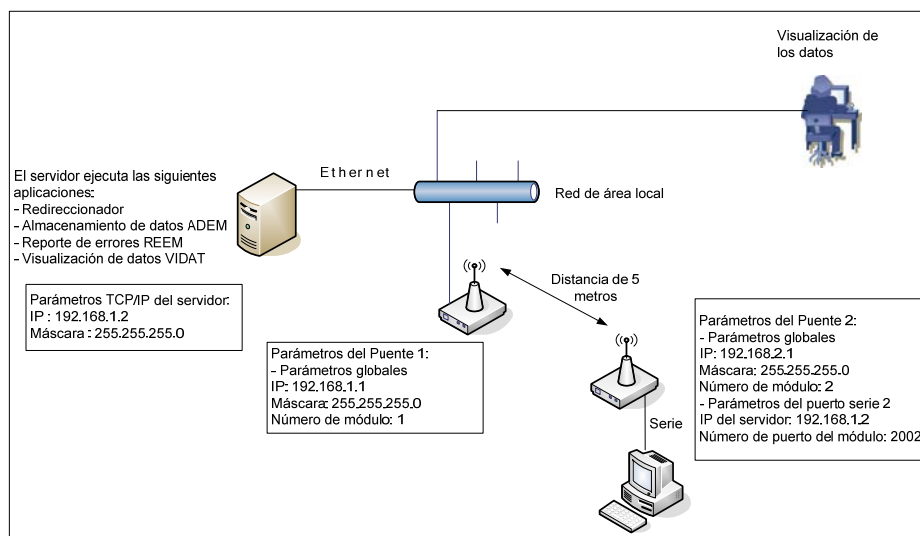 Visualización de
los datos
El servidor ejecuta las siguientes
aplicaciones:
- Redireccionador
- Almacenamiento de datos ADEM
- Reporte de errores REEM
- Visualización de datos VIDAT
Ethernet
Red de área local
Parámetros TCP/IP del servidor:
IP : 192.168.1.2
Máscara : 255.255.255.0
Distancia de 5
metros
Parámetros del Puente 1:
- Parámetros globales
IP: 192.168.1.1
Máscara: 255.255.255.0
Número de módulo: 1
Parámetros del Puente 2:
- Parámetros globales
IP: 192.168.2.1
Máscara: 255.255.255.0
Número de módulo: 2
- Parámetros del puerto serie 2
IP del servidor: 192.168.1.2
Número de puerto del módulo: 2002
Serie